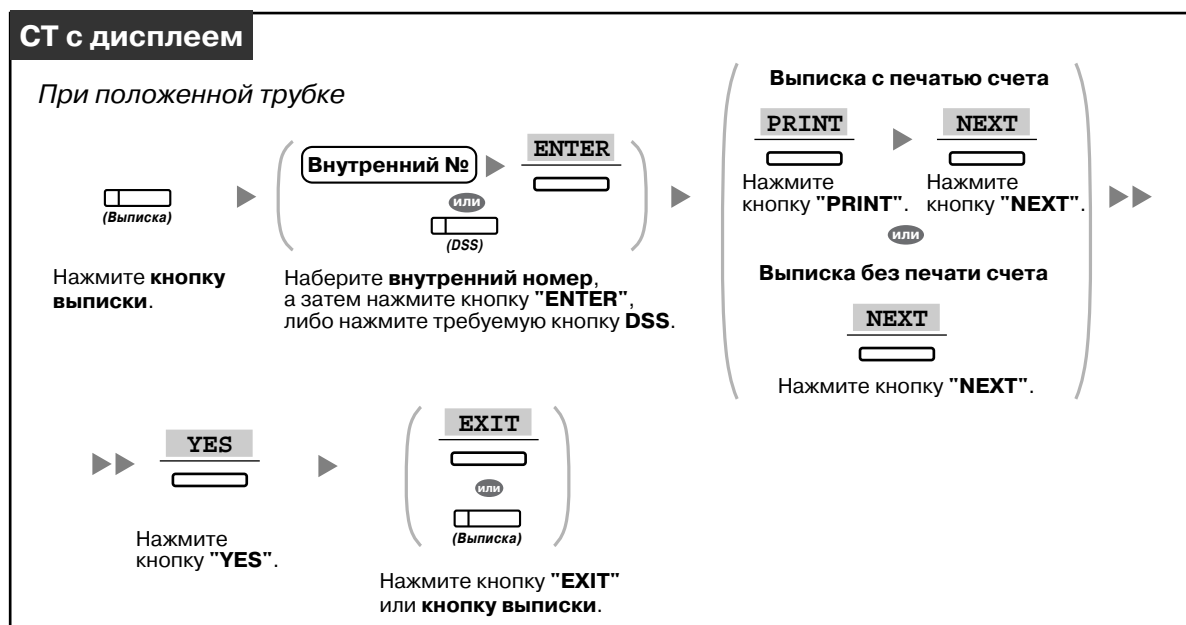 СТ с дисплеем
При положенной трубке
(Выписка)
Нажмите кнопку
выписки.
Внутренний №
ENTER
или
(DSS)
Наберите внутренний номер,
а затем нажмите кнопку "ENTER",
либо нажмите требуемую кнопку DSS.
Выписка с печатью счета
PRINT
NEXT
Нажмите
кнопку "PRINT".
Нажмите
кнопку "NEXT".
или
Выписка без печати счета
NEXT
Нажмите кнопку "NEXT".
YES
Нажмите
кнопку "YES".
EXIT
или
(Выписка)
Нажмите кнопку "EXIT"
или кнопку выписки.